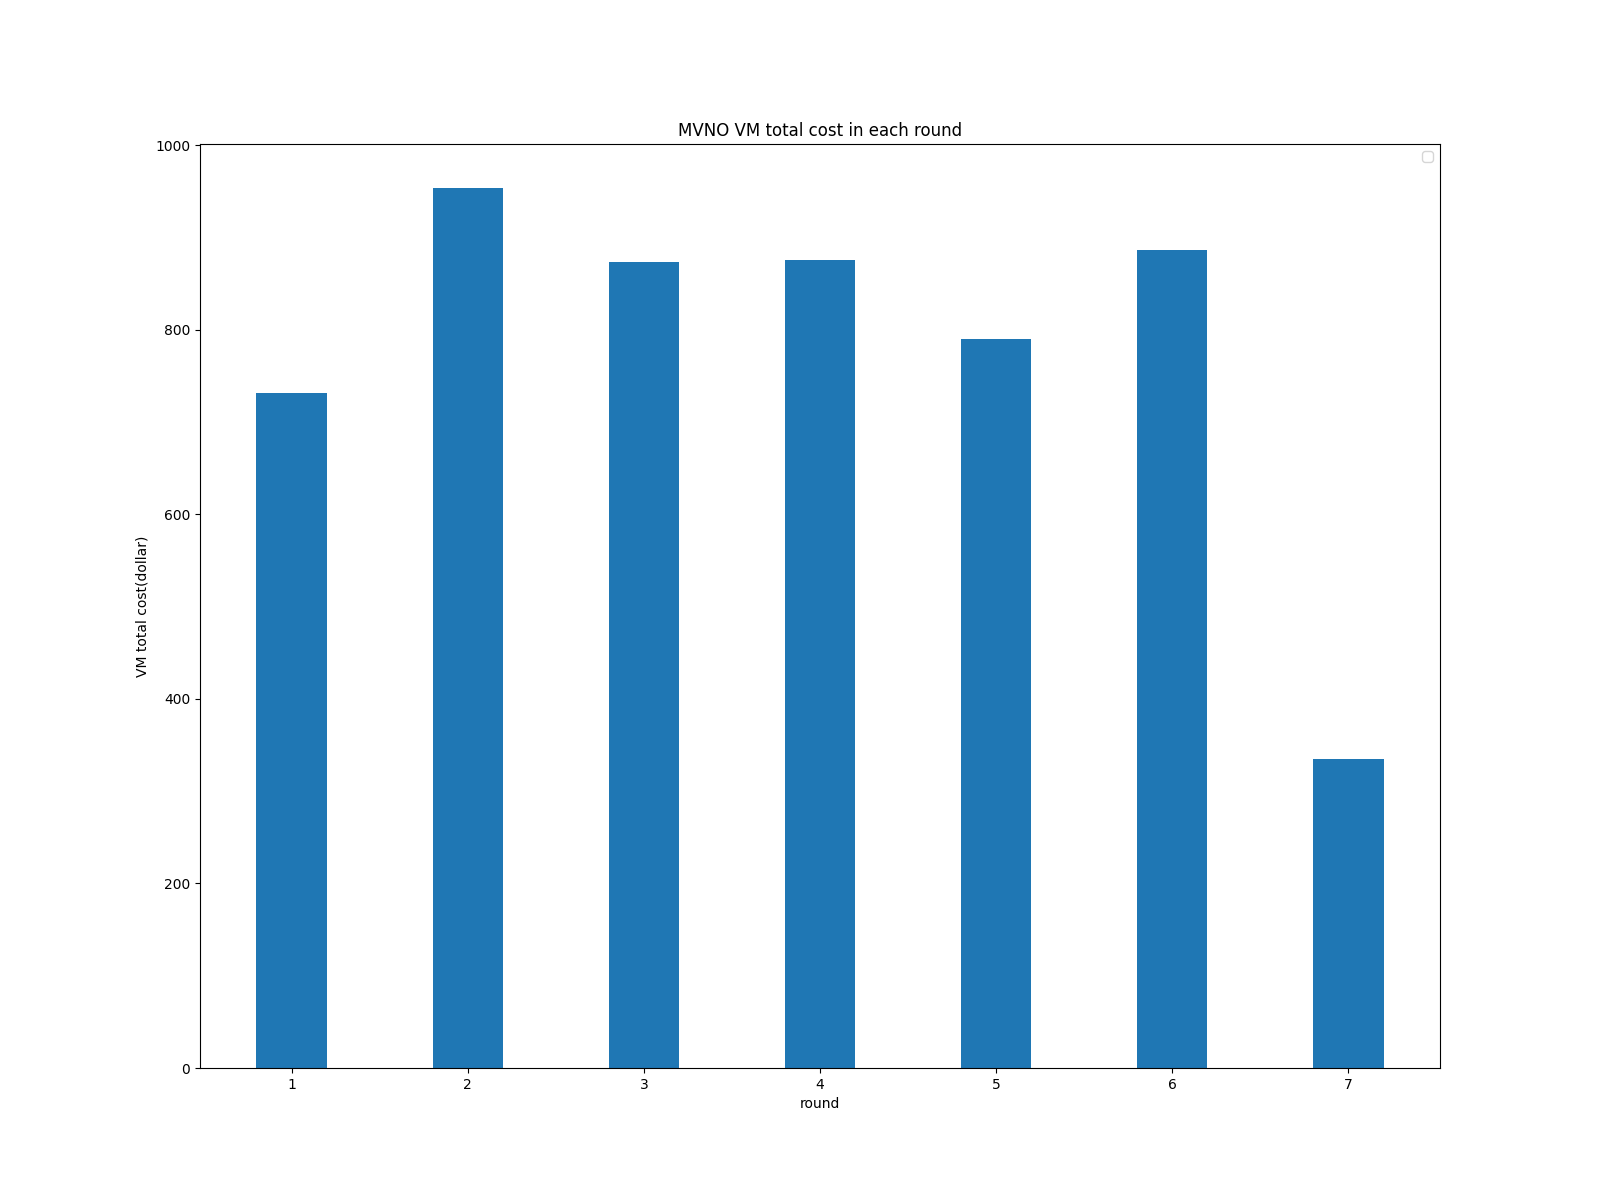 MVNO VM total cost in each round
1000
800
600
400
200
0
VM total cost(dollar)
1 2 3 4 5 6 7
round